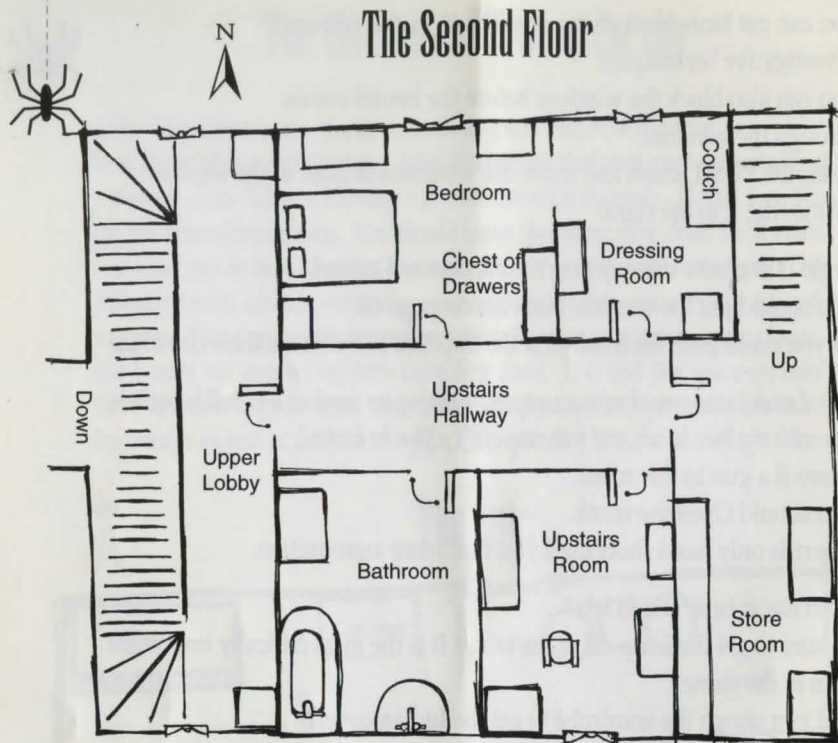 The Second Floor
N
Couch
Bedroom
Chest of
Drawers
Dressing
Room
Up
Down
Upstairs
Hallway
Upper
Lobby
Bathroom
Upstairs
Room
Store
Room